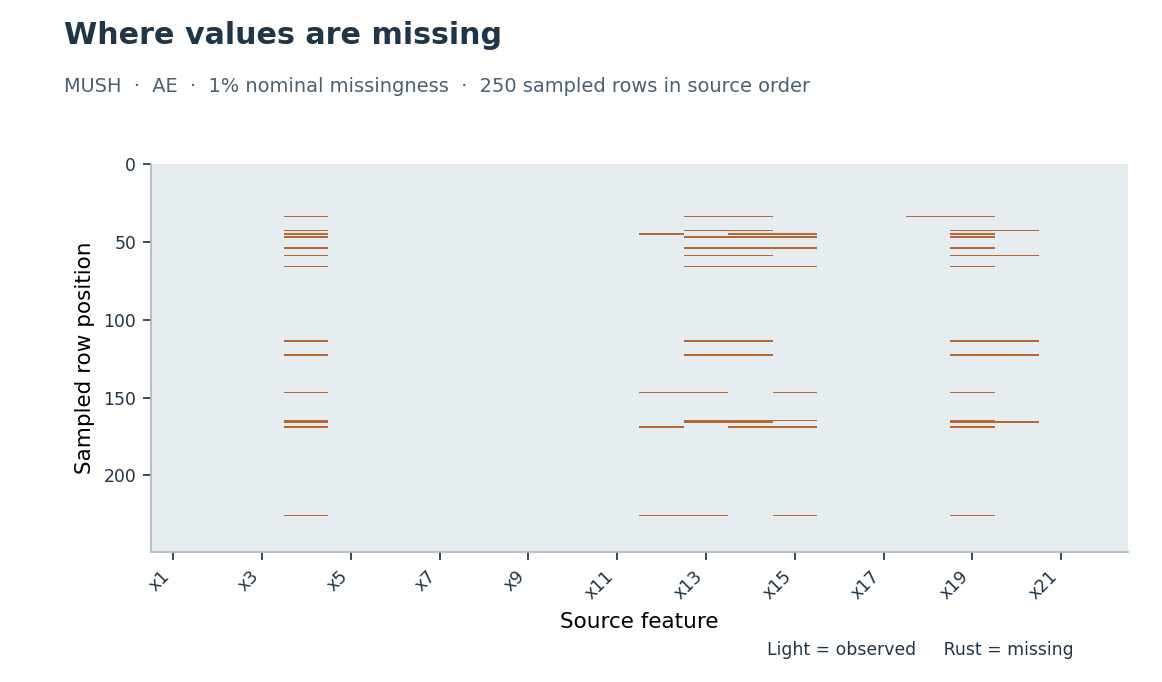 Where values are missing
MUSH · AE · 1% nominal missingness · 250 sampled rows in source order
0
50
100
150
200
Sampled row position
x1 x3 x5 x7 x9 x11 x13 x15 x17 x19 x21
Source feature
Light = observed Rust = missing